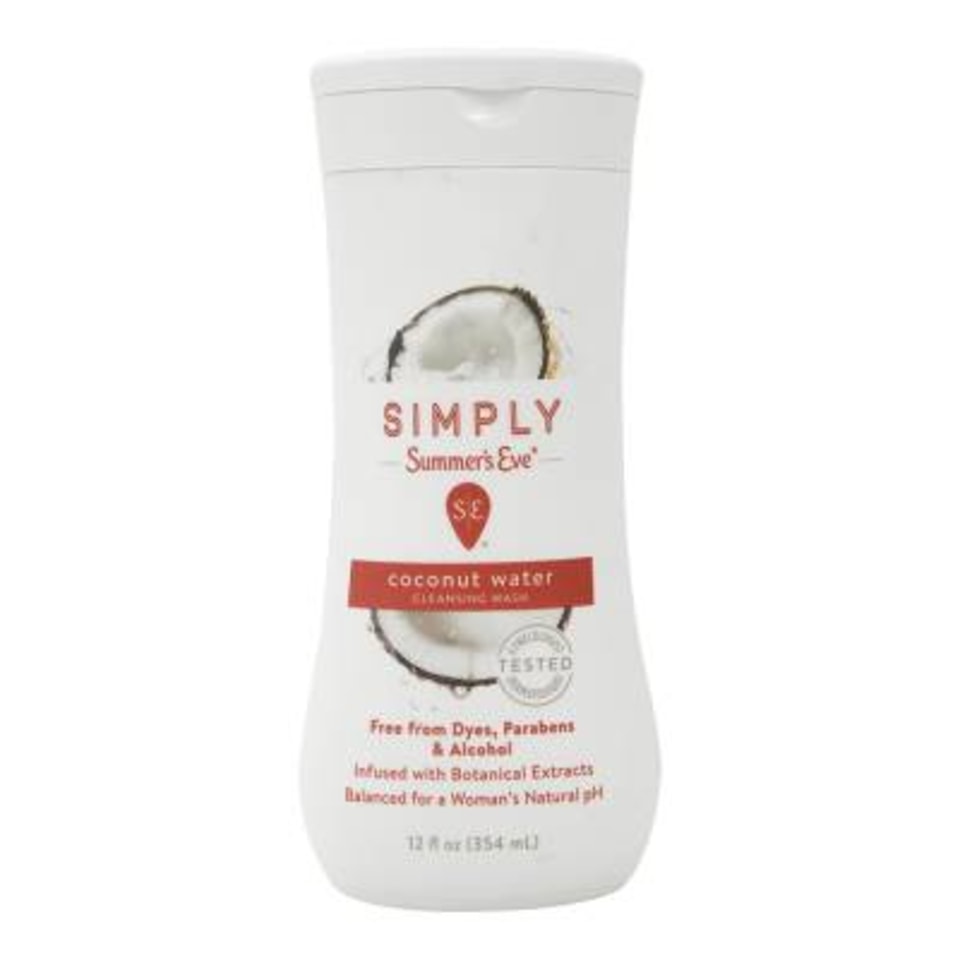 SIMPLY
Summer's Eve®
S E
coconut water
CLEANSING WASH
TESTED
Free from Dyes, Parabens
& Alcohol
Infused with Botanical Extracts
Balanced for a Woman's Natural pH
12 fl oz (354 mL)